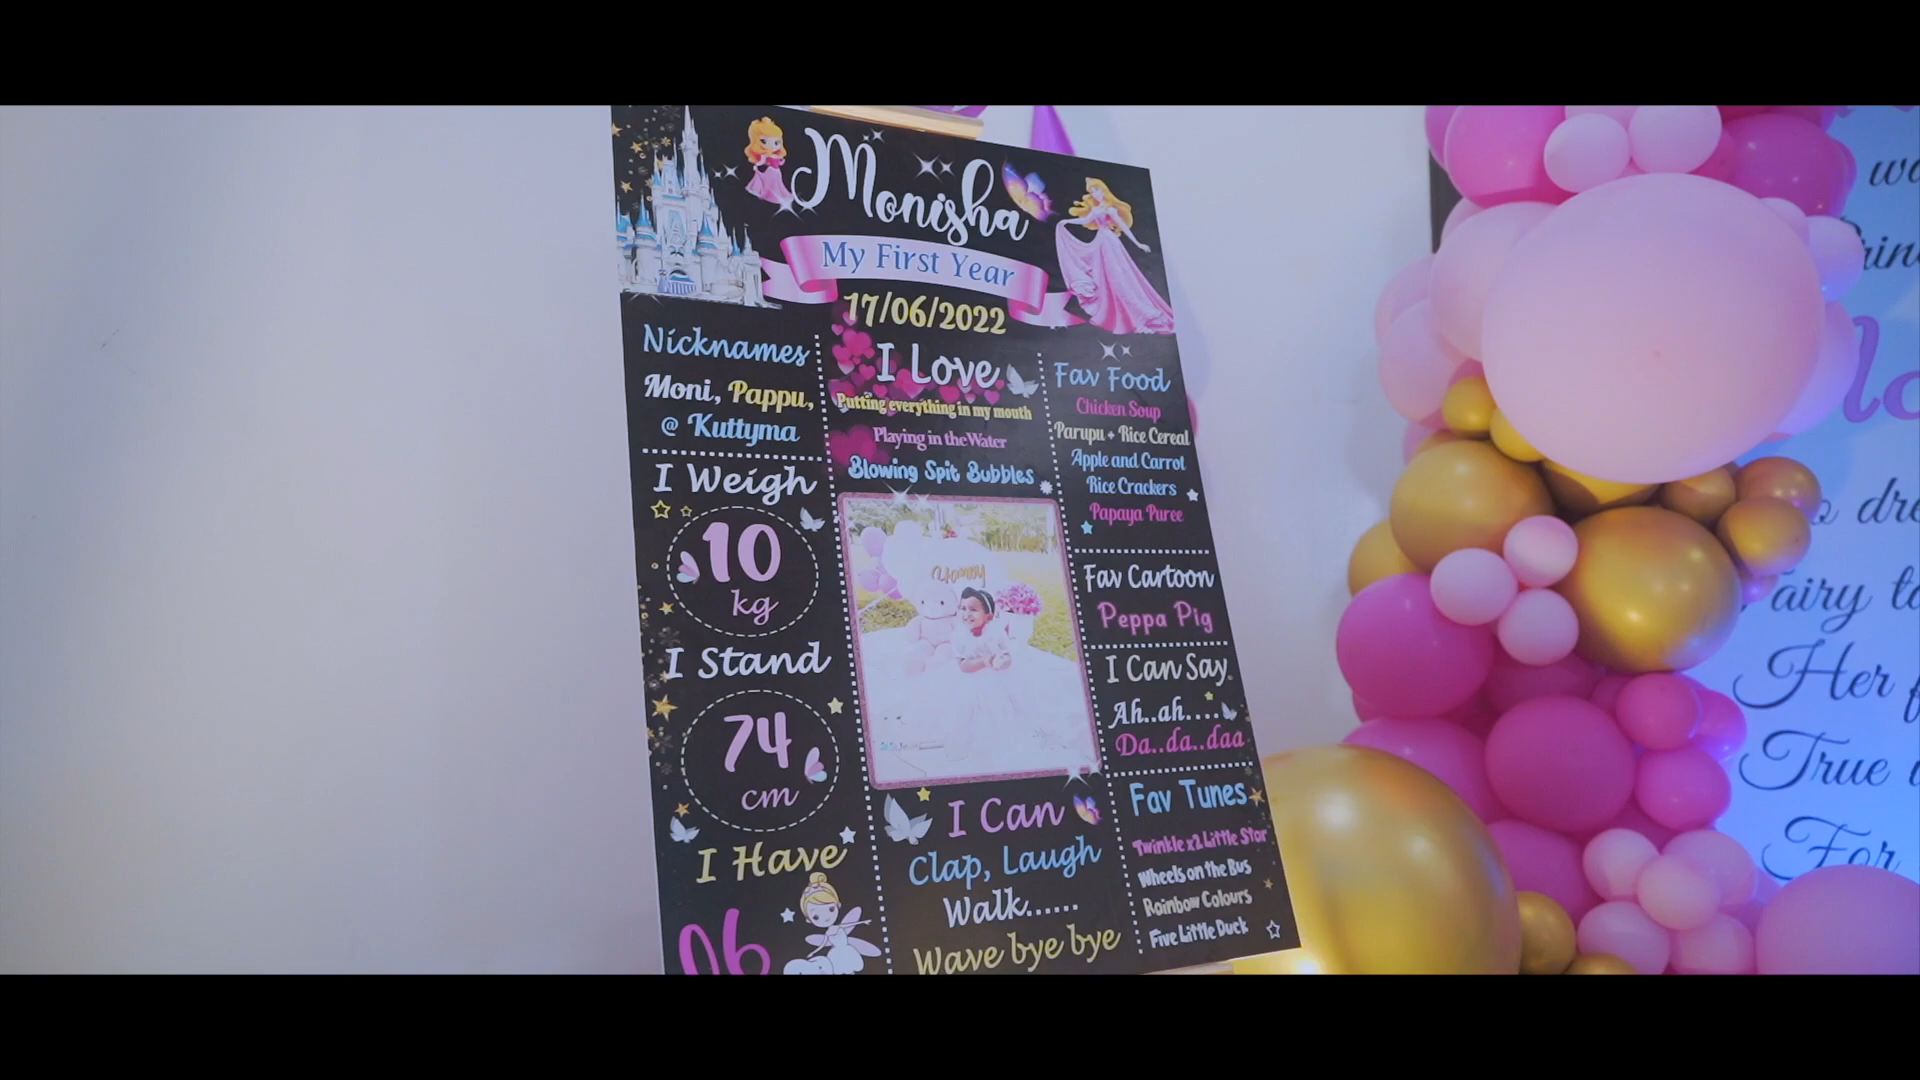 Monisha
My First Year
17/06/2022
Nicknames
Moni, Pappu,
@ Kuttyma
I Weigh
10
kg
I Stand
74
cm
I Have
06
I Love
Putting everything in my mouth
Playing in the Water
Blowing Spit Bubbles
I Can
Clap, Laugh
Walk......
Wave bye bye
Fav Food
Chicken Soup
Parupu + Rice Cereal
Apple and Carrot
Rice Crackers
Papaya Puree
Fav Cartoon
Peppa Pig
I Can Say
Ah..ah....
Da..da..daa
Fav Tunes
Twinkle x2 Little Star
Wheels on the Bus
Rainbow Colours
Five Little Duck
Her
True
For